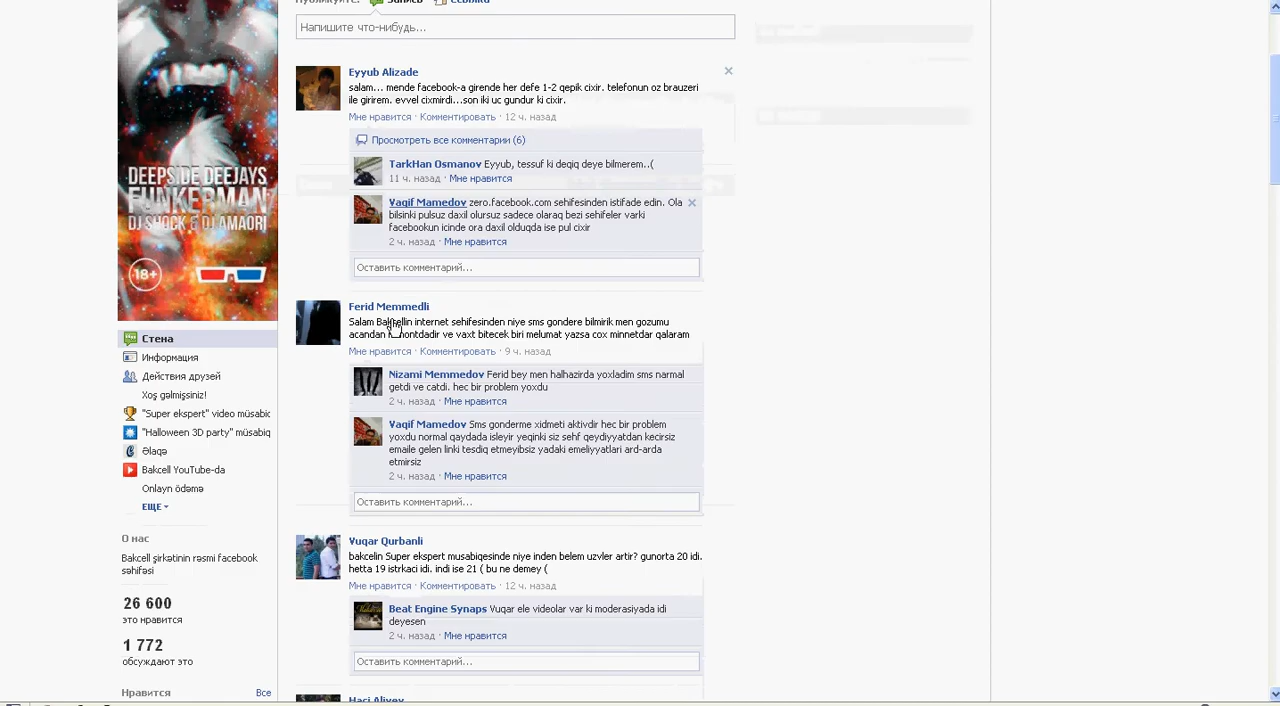 Публикуйте: Запись Ссылка
Напишите что-нибудь...
DEEPSIDE DEEJAYS
FUNKERMAN
DJ SHOCK & DJ AMAORI
18+
Eyyub Alizade
salam... mende facebook-a girende her defe 1-2 qepik cixir. telefonun oz brauzeri
ile girirem. evvel cixmirdi...son iki uc gundur ki cixir.
Мне нравится · Комментировать · 12 ч. назад
Просмотреть все комментарии (6)
TarkHan Osmanov Eyyub, tessuf ki deqiq deye bilmerem..(
11 ч. назад · Мне нравится
Vaqif Mamedov zero.facebook.com sehifesinden istifade edin. Ola
bilsinki pulsuz daxil olursuz sadece olaraq bezi sehifeler varki
facebookun icinde ora daxil olduqda ise pul cixir
2 ч. назад · Мне нравится
Оставить комментарий...
Ferid Memmedli
Salam Bakcellin internet sehifesinden niye sms gondere bilmirik men gozumu
acandan remontdadir ve vaxt bitecek biri melumat yazsa cox minnetdar qalaram
Мне нравится · Комментировать · 9 ч. назад
Nizami Memmedov Ferid bey men halhazirda yoxladim sms narmal
getdi ve catdi. hec bir problem yoxdu
2 ч. назад · Мне нравится
Vaqif Mamedov Sms gonderme xidmeti aktivdir hec bir problem
yoxdu normal qaydada isleyir yeqinki siz sehf qeydiyyatdan kecirsiz
emaile gelen linki tesdiq etmeyibsiz yadaki emeliyyatlari ard-arda
etmirsiz
2 ч. назад · Мне нравится
Оставить комментарий...
Vuqar Qurbanli
bakcelin Super ekspert musabiqesinde niye inden belem uzvler artir? gunorta 20 idi.
hetta 19 istrkaci idi. indi ise 21 ( bu ne demey (
Мне нравится · Комментировать · 12 ч. назад
Beat Engine Synaps Vuqar ele videolar var ki moderasiyada idi
deyesen
2 ч. назад · Мне нравится
Оставить комментарий...
Haci Aliyev
Стена
Информация
Действия друзей
Xoş gəlmişsiniz!
"Super ekspert" video müsabiq
"Halloween 3D party" müsabiq
Əlaqə
Bakcell YouTube-da
Onlayn ödəmə
ЕЩЕ
О нас
Bakcell şirkətinin rəsmi facebook
səhifəsi
26 600
это нравится
1 772
обсуждают это
Нравится Все